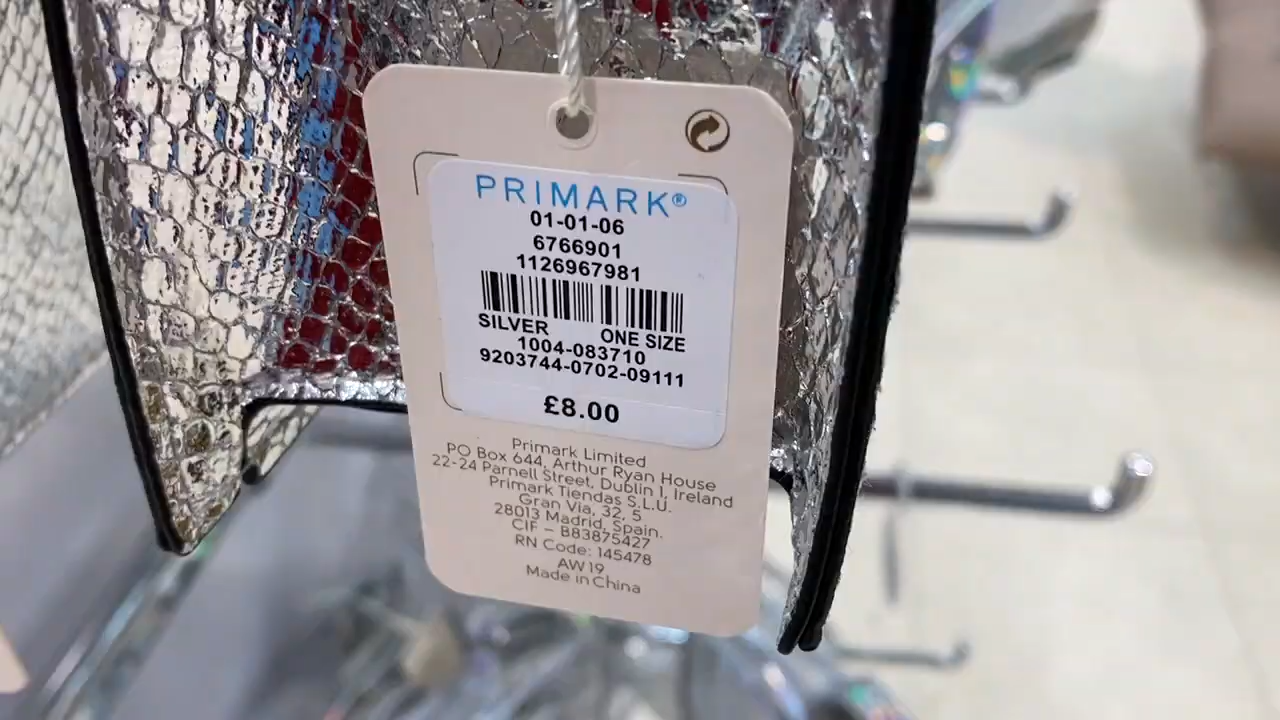 PRIMARK®
01-01-06
6766901
1126967981
SILVER ONE SIZE
1004-083710
9203744-0702-09111
£8.00
Primark Limited
PO Box 644, Arthur Ryan House
22-24 Parnell Street, Dublin 1, Ireland
Primark Tiendas S.L.U.
Gran Via, 32, 5
28013 Madrid, Spain.
CIF – B83875427
RN Code: 145478
AW19
Made in China